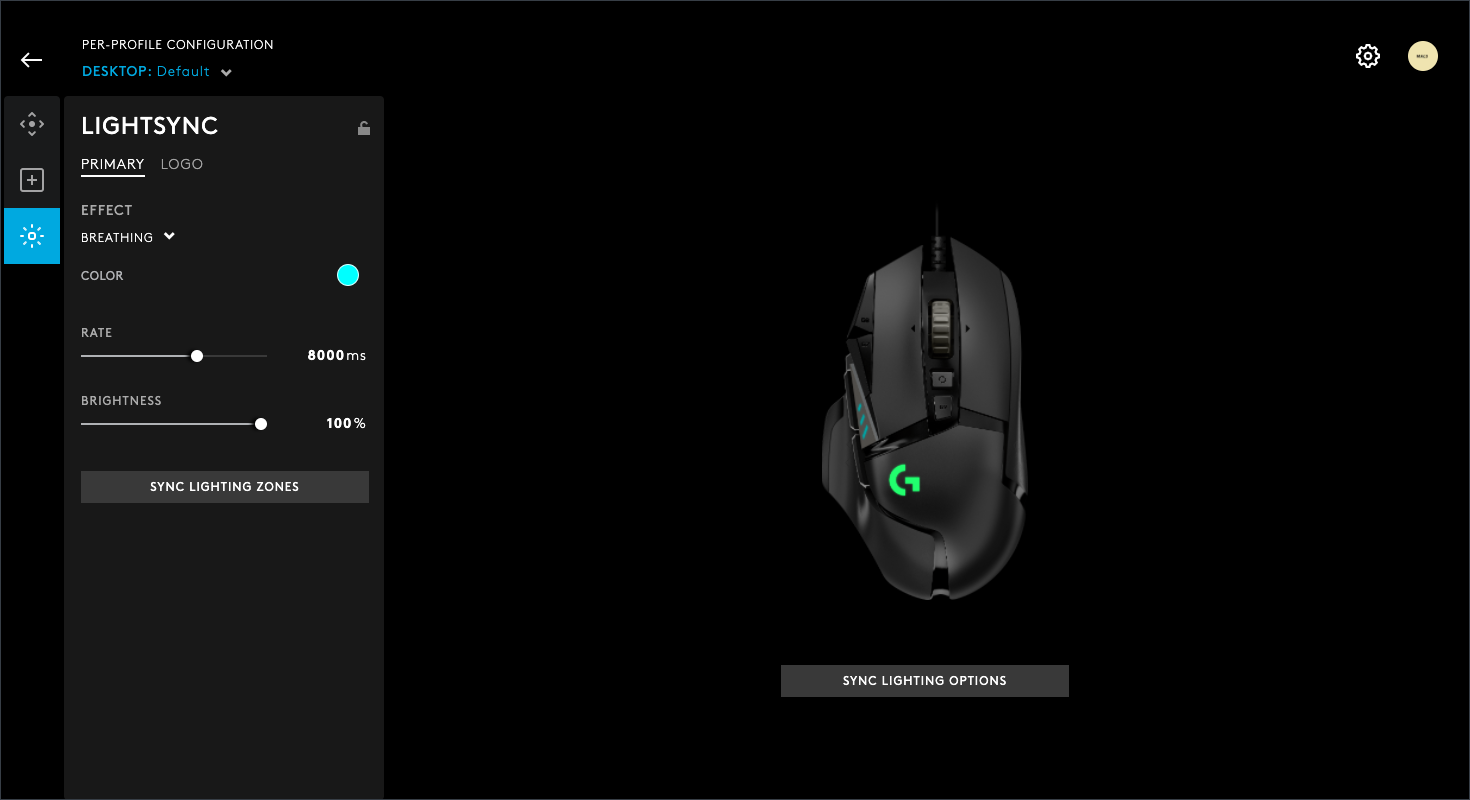 PER-PROFILE CONFIGURATION
DESKTOP: Default
LIGHTSYNC
PRIMARY LOGO
EFFECT
BREATHING
COLOR
RATE
8000ms
BRIGHTNESS
100%
SYNC LIGHTING ZONES
G
SYNC LIGHTING OPTIONS